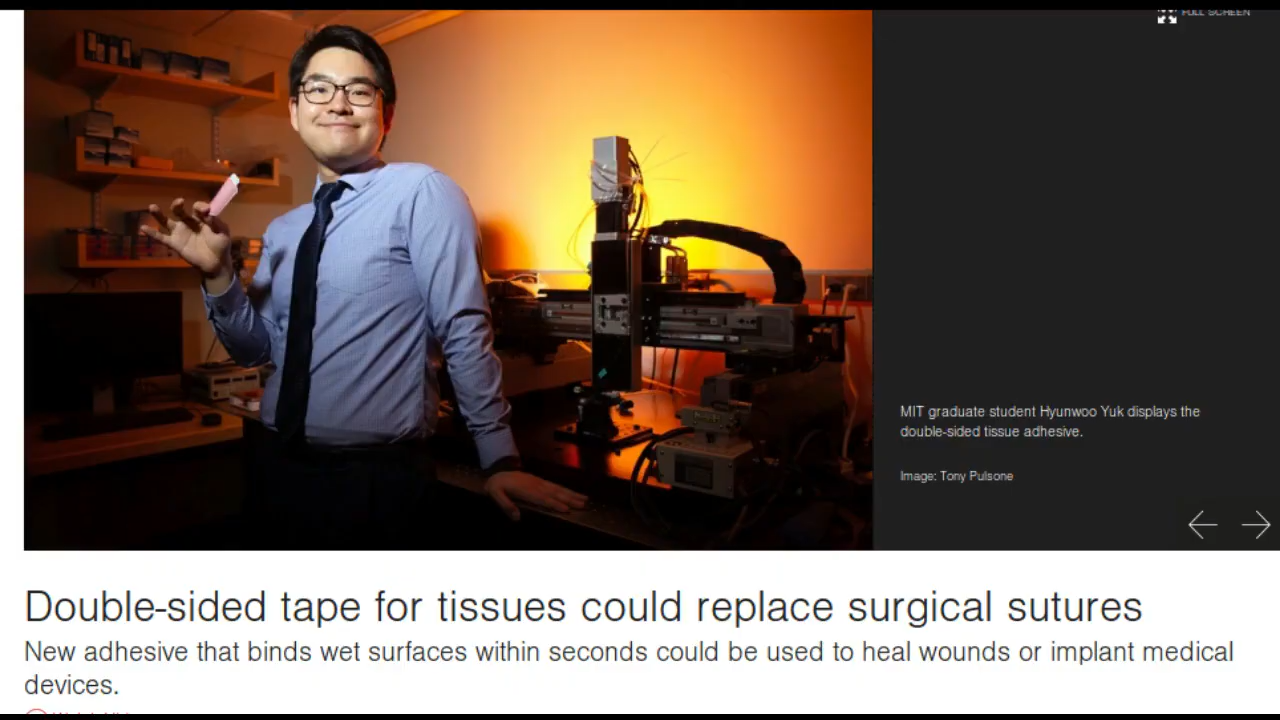 FULL SCREEN
MIT graduate student Hyunwoo Yuk displays the
double-sided tissue adhesive.
Image: Tony Pulsone
Double-sided tape for tissues could replace surgical sutures
New adhesive that binds wet surfaces within seconds could be used to heal wounds or implant medical
devices.